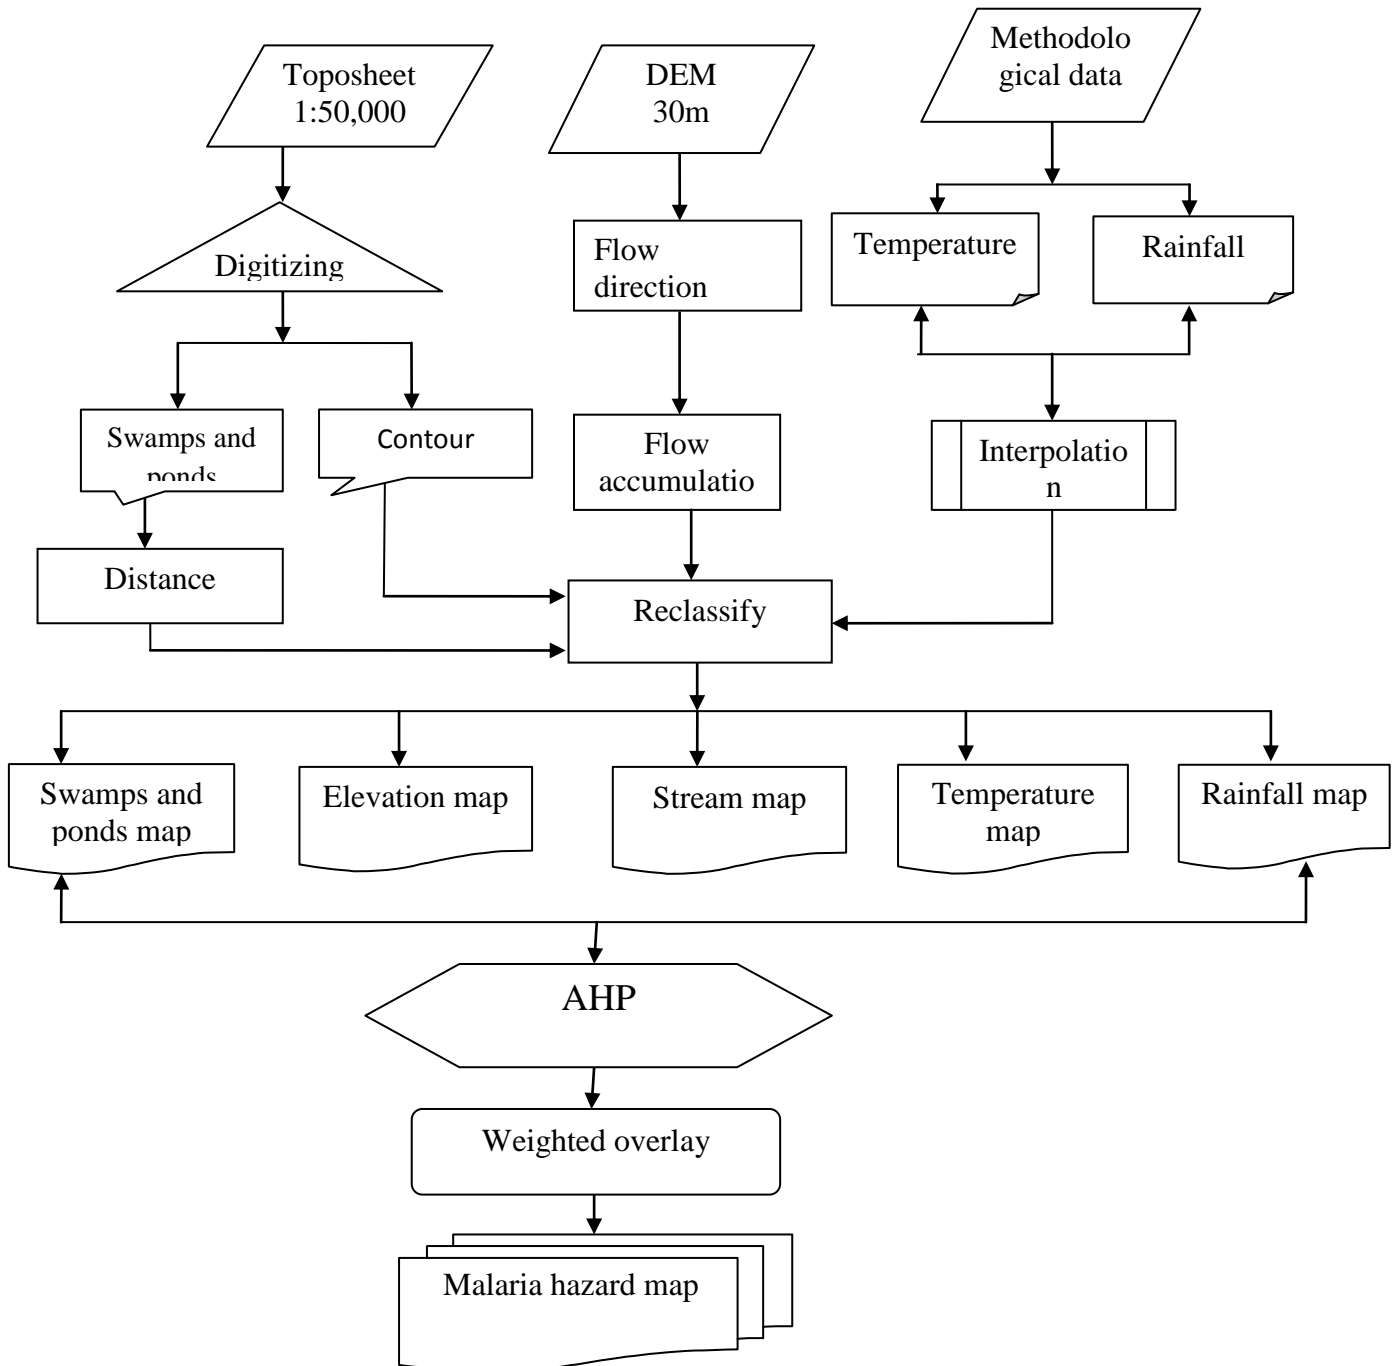 Toposheet
1:50,000
DEM
30m
Methodolo
gical data
Digitizing
Flow
direction
Temperature
Rainfall
Swamps and
ponds
Contour
Flow
accumulatio
Interpolatio
n
Distance
Reclassify
Swamps and
ponds map
Elevation map
Stream map
Temperature
map
Rainfall map
AHP
Weighted overlay
Malaria hazard map